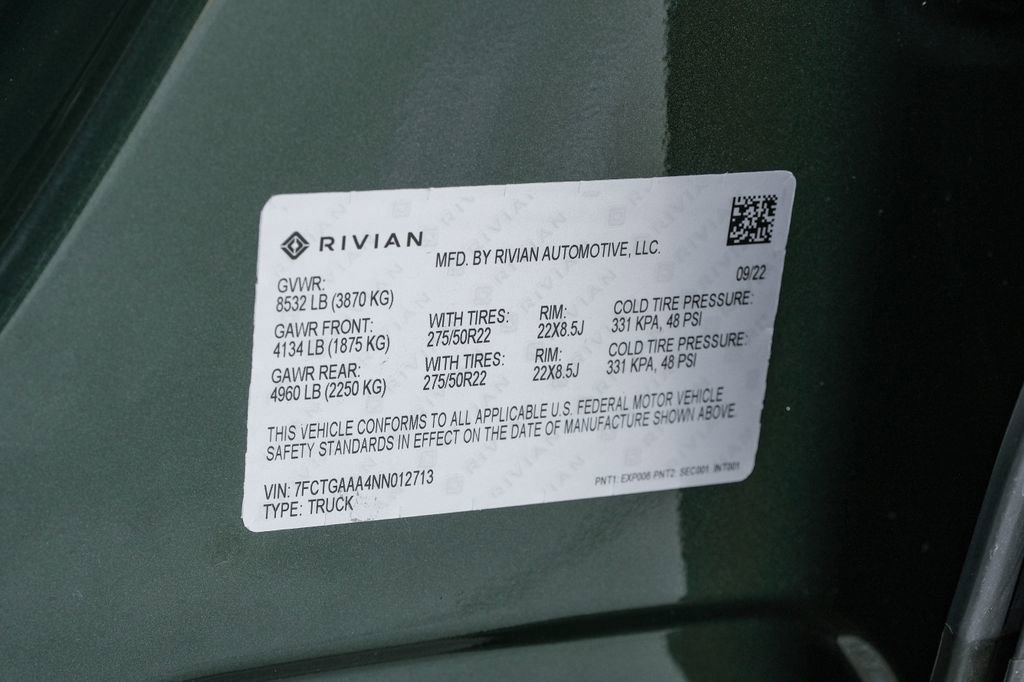 RIVIAN
MFD. BY RIVIAN AUTOMOTIVE, LLC.
09/22
GVWR:
8532 LB (3870 KG)
GAWR FRONT: WITH TIRES: RIM: COLD TIRE PRESSURE:
4134 LB (1875 KG) 275/50R22 22X8.5J 331 KPA, 48 PSI
GAWR REAR: WITH TIRES: RIM: COLD TIRE PRESSURE:
4960 LB (2250 KG) 275/50R22 22X8.5J 331 KPA, 48 PSI
THIS VEHICLE CONFORMS TO ALL APPLICABLE U.S. FEDERAL MOTOR VEHICLE
SAFETY STANDARDS IN EFFECT ON THE DATE OF MANUFACTURE SHOWN ABOVE.
VIN: 7FCTGAAA4NN012713
TYPE: TRUCK
PNT1: EXP006 PNT2: SEC001 INT001